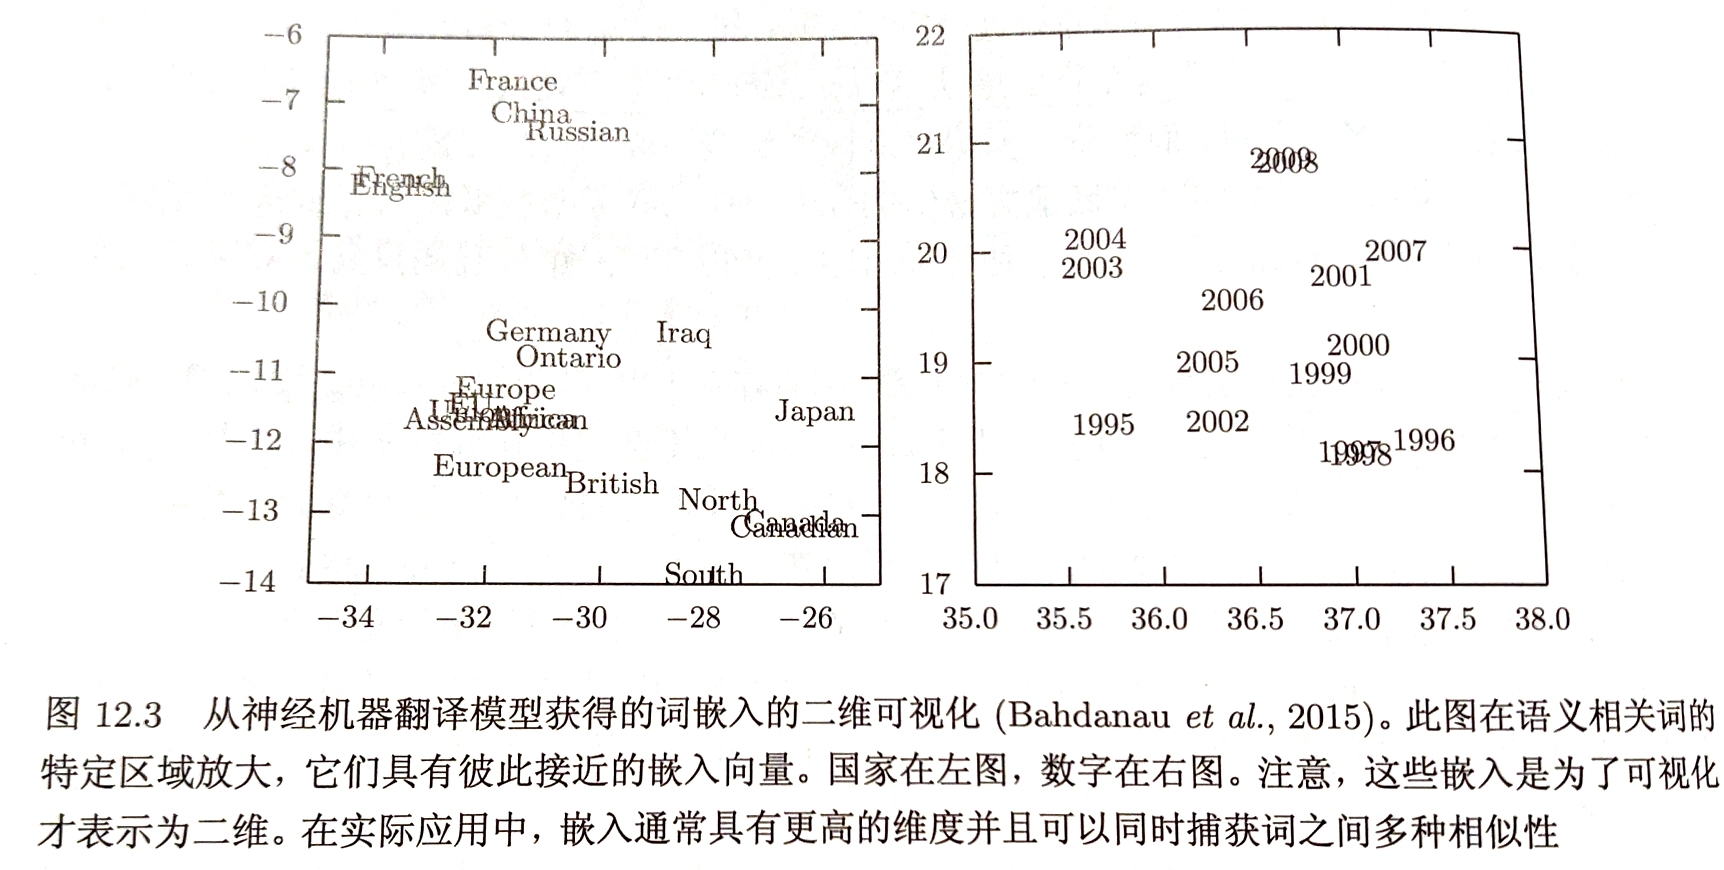 −6
−7
−8
−9
−10
−11
−12
−13
−14
France
China
Russian
French
English
Germany
Iraq
Ontario
Europe
EU
Union
Assembly
African
Japan
European
British
North
Canada
Canadian
South
−34 −32 −30 −28 −26
22
21
20
19
18
17
2009
2008
2004
2003
2007
2001
2006
2000
2005
1999
1995
2002
1996
1997
1998
35.0 35.5 36.0 36.5 37.0 37.5 38.0
图 12.3 从神经机器翻译模型获得的词嵌入的二维可视化 (Bahdanau et al., 2015)。此图在语义相关词的
特定区域放大，它们具有彼此接近的嵌入向量。国家在左图，数字在右图。注意，这些嵌入是为了可视化
才表示为二维。在实际应用中，嵌入通常具有更高的维度并且可以同时捕获词之间多种相似性